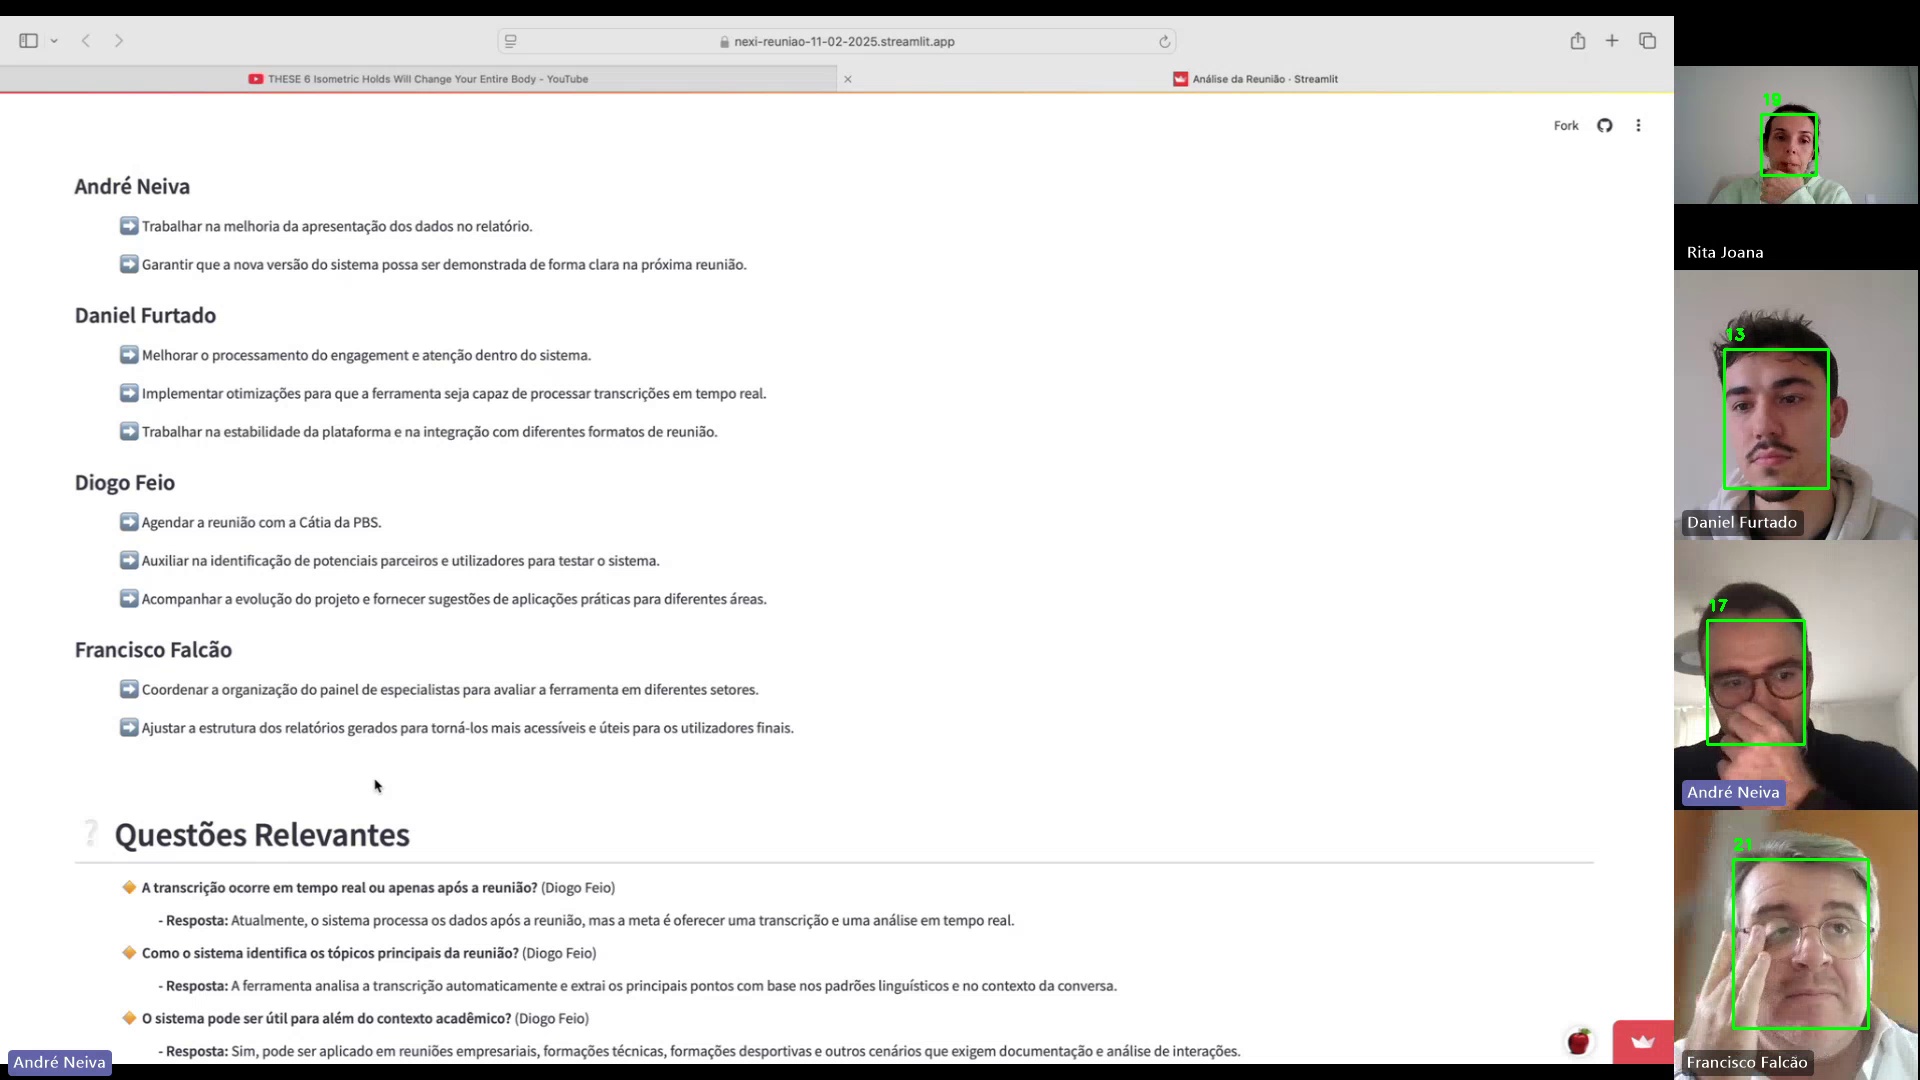 nexi-reuniao-11-02-2025.streamlit.app
THESE 6 Isometric Holds Will Change Your Entire Body - YouTube
Análise da Reunião · Streamlit
Fork
André Neiva
Trabalhar na melhoria da apresentação dos dados no relatório.
Garantir que a nova versão do sistema possa ser demonstrada de forma clara na próxima reunião.
Daniel Furtado
Melhorar o processamento do engagement e atenção dentro do sistema.
Implementar otimizações para que a ferramenta seja capaz de processar transcrições em tempo real.
Trabalhar na estabilidade da plataforma e na integração com diferentes formatos de reunião.
Diogo Feio
Agendar a reunião com a Cátia da PBS.
Auxiliar na identificação de potenciais parceiros e utilizadores para testar o sistema.
Acompanhar a evolução do projeto e fornecer sugestões de aplicações práticas para diferentes áreas.
Francisco Falcão
Coordenar a organização do painel de especialistas para avaliar a ferramenta em diferentes setores.
Ajustar a estrutura dos relatórios gerados para torná-los mais acessíveis e úteis para os utilizadores finais.
Questões Relevantes
A transcrição ocorre em tempo real ou apenas após a reunião? (Diogo Feio)
- Resposta: Atualmente, o sistema processa os dados após a reunião, mas a meta é oferecer uma transcrição e uma análise em tempo real.
Como o sistema identifica os tópicos principais da reunião? (Diogo Feio)
- Resposta: A ferramenta analisa a transcrição automaticamente e extrai os principais pontos com base nos padrões linguísticos e no contexto da conversa.
O sistema pode ser útil para além do contexto acadêmico? (Diogo Feio)
- Resposta: Sim, pode ser aplicado em reuniões empresariais, formações técnicas, formações desportivas e outros cenários que exigem documentação e análise de interações.
André Neiva
19
Rita Joana
13
Daniel Furtado
17
André Neiva
21
Francisco Falcão